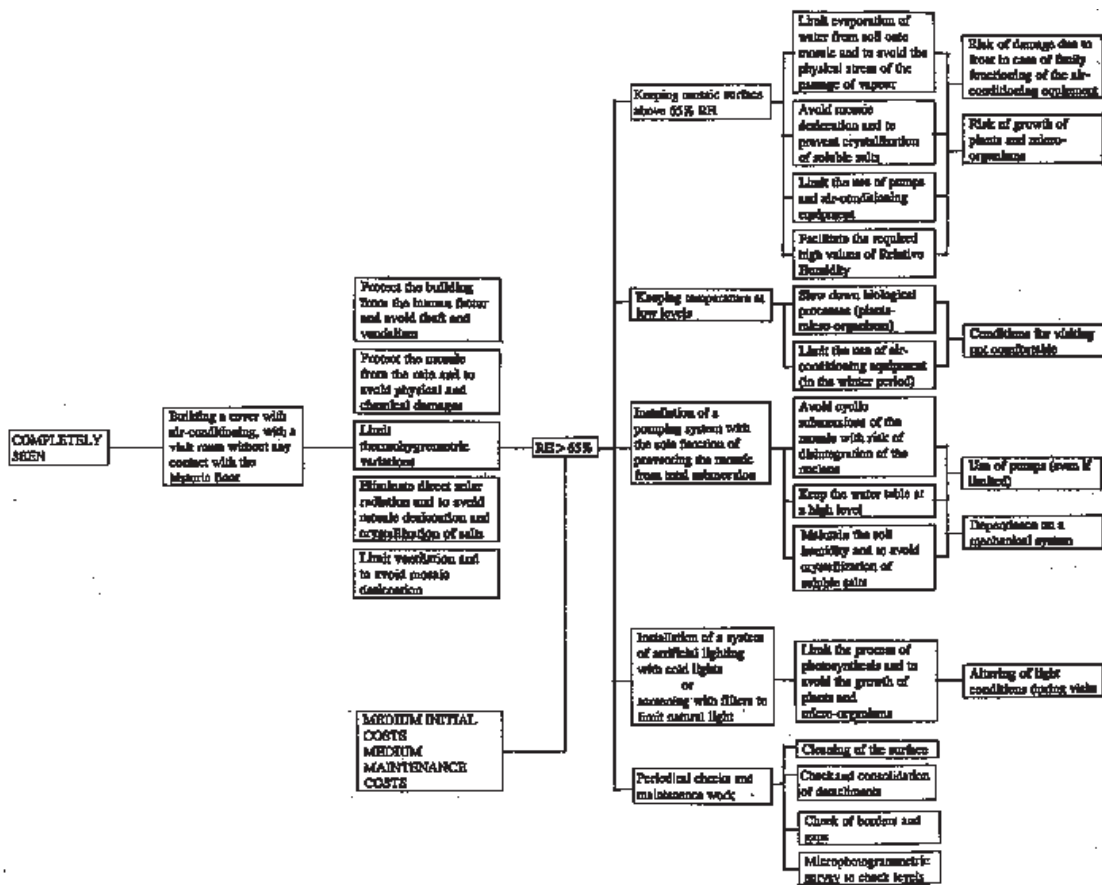 COMPLETELY
SEEN
Building a cover with
air-conditioning, with a
visit room without any
contact with the
historic floor
Protect the building
from the human factor
and avoid theft and
vandalism
Protect the mosaic
from the rain and to
avoid physical and
chemical damages
Limit
thermohygrometric
variations
Eliminate direct solar
radiation and to avoid
mosaic desiccation and
crystallization of salts
Limit ventilation and
to avoid mosaic
desiccation
MEDIUM INITIAL
COSTS
MEDIUM
MAINTENANCE
COSTS
RH > 65%
Keeping mosaic surface
above 65% RH
Limit evaporation of
water from soil onto
mosaic and to avoid the
physical stress of the
passage of vapour
Avoid mosaic
desiccation and to
prevent crystallization
of soluble salts
Limit the use of pumps
and air-conditioning
equipment
Facilitate the required
high values of Relative
Humidity
Risk of damage due to
frost in case of faulty
functioning of the air-
conditioning equipment
Risk of growth of
plants and micro-
organisms
Keeping temperature at
low levels
Slow down biological
processes (plants-
micro-organism)
Limit the use of air-
conditioning equipment
(in the winter period)
Conditions for visiting
not comfortable
Installation of a
pumping system with
the sole function of
preventing the mosaic
from total submersion
Avoid cyclic
submersions of the
mosaic with risk of
disintegration of the
nucleus
Keep the water table at
a high level
Maintain the soil
humidity and to avoid
crystallization of
soluble salts
Use of pumps (even if
limited)
Dependence on a
mechanical system
Installation of a system
of artificial lighting
with cold lights
or
screening with filters to
limit natural light
Limit the process of
photosynthesis and to
avoid the growth of
plants and
micro-organisms
Altering of light
conditions during visits
Periodical checks and
maintenance work
Cleaning of the surface
Check and consolidation
of detachments
Check of borders and
gaps
Microphotogrammetric
survey to check levels